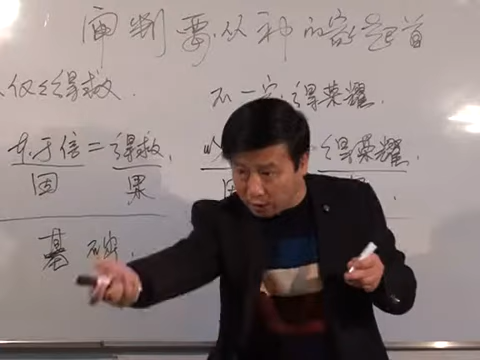 审判要从神的家起首
仅仅得救.
不一定得荣耀.
本于信=得救,
得荣耀,
因 果
基础